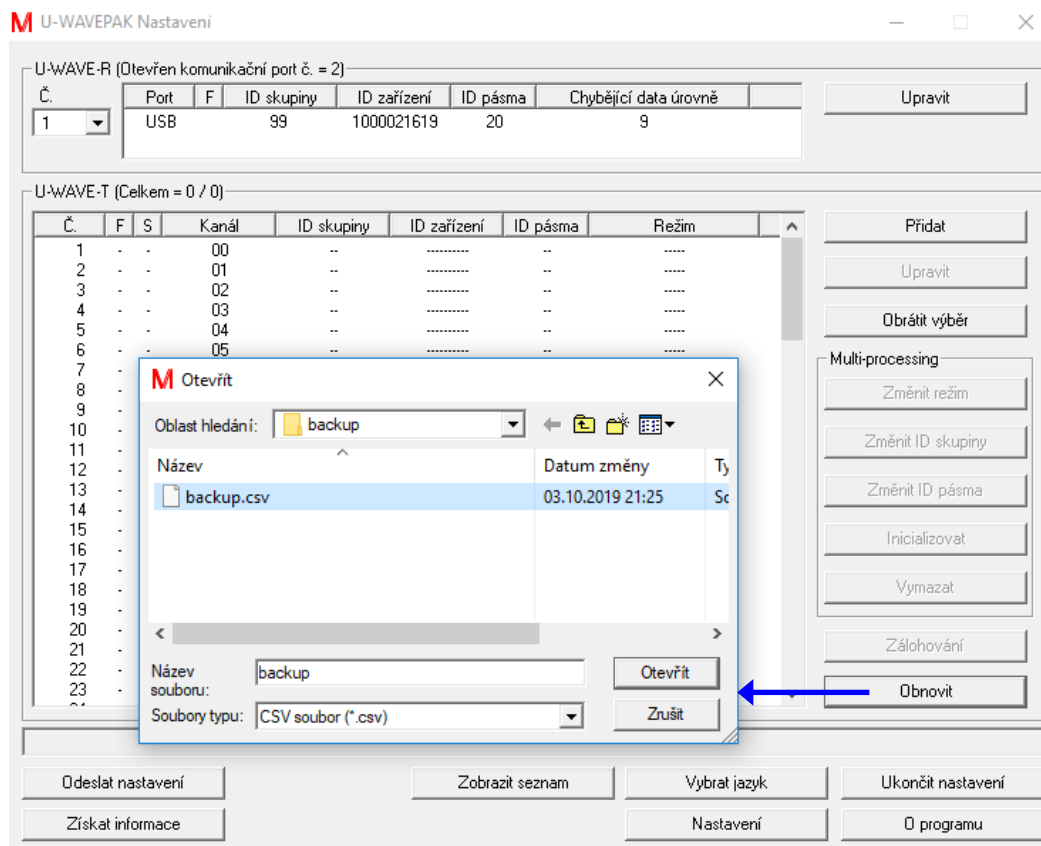 U-WAVEPAK Nastavení
U-WAVE-R (Otevřen komunikační port č. = 2)
Č. Port F ID skupiny ID zařízení ID pásma Chybějící data úrovně Upravit
1 USB 99 1000021619 20 9
U-WAVE-T (Celkem = 0 / 0)
Č. F S Kanál ID skupiny ID zařízení ID pásma Režim Přidat
1 - - 00 -- ---------- -- -----
2 - - 01 -- ---------- -- ----- Upravit
3 - - 02 -- ---------- -- -----
4 - - 03 -- ---------- -- ----- Obrátit výběr
5 - - 04 -- ---------- -- -----
6 - - 05 -- ---------- -- -----
7 - Multi-processing
8 - Změnit režim
9 -
10 - Změnit ID skupiny
11 -
12 -
13 - Změnit ID pásma
14 -
15 - Inicializovat
16 -
17 -
18 - Vymazat
19 -
20 -
21 - Zálohování
22 -
23 - Obnovit
Otevřít
Oblast hledání: backup
Název Datum změny
backup.csv 03.10.2019 21:25
Název souboru: backup Otevřít
Soubory typu: CSV soubor (*.csv) Zrušit
Odeslat nastavení Zobrazit seznam Vybrat jazyk Ukončit nastavení
Získat informace Nastavení O programu